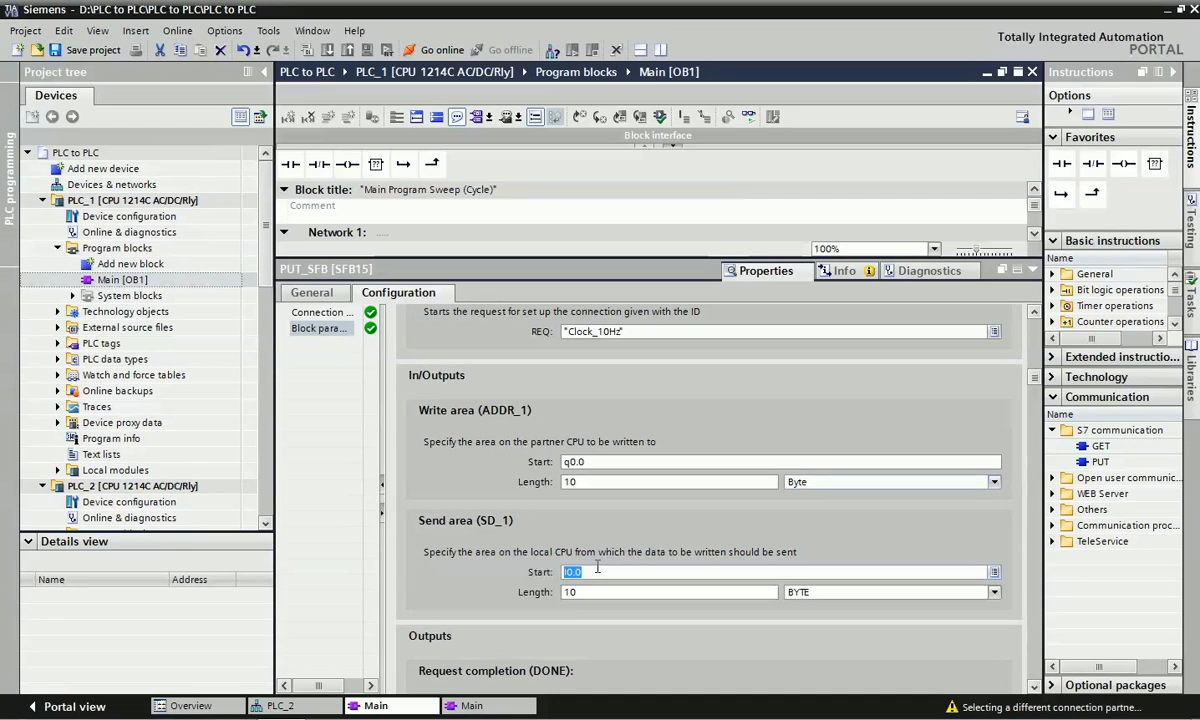 Siemens - D:\PLC to PLC\PLC to PLC\PLC to PLC
Project Edit View Insert Online Options Tools Window Help
Totally Integrated Automation
PORTAL
Save project
Go online
Go offline
Project tree
PLC to PLC PLC_1 [CPU 1214C AC/DC/Rly] Program blocks Main [OB1]
Instructions
Devices
Options
PLC programming
PLC to PLC
Add new device
Devices & networks
PLC_1 [CPU 1214C AC/DC/Rly]
Device configuration
Online & diagnostics
Program blocks
Add new block
Main [OB1]
System blocks
Technology objects
External source files
PLC tags
PLC data types
Watch and force tables
Online backups
Traces
Device proxy data
Program info
Text lists
Local modules
PLC_2 [CPU 1214C AC/DC/Rly]
Device configuration
Online & diagnostics
Details view
Name Address
Block interface
Block title: "Main Program Sweep (Cycle)"
Comment
Network 1: .....
100%
PUT_SFB [SFB15]
Properties Info Diagnostics
General Configuration
Connection ...
Block para...
Starts the request for set up the connection given with the ID
REQ: "Clock_10Hz"
In/Outputs
Write area (ADDR_1)
Specify the area on the partner CPU to be written to
Start: q0.0
Length: 10 Byte
Send area (SD_1)
Specify the area on the local CPU from which the data to be written should be sent
Start: I0.0
Length: 10 BYTE
Outputs
Request completion (DONE):
Favorites
Basic instructions
Name
General
Bit logic operations
Timer operations
Counter operations
Extended instructio...
Technology
Communication
Name
S7 communication
GET
PUT
Open user communic...
WEB Server
Others
Communication proc...
TeleService
Optional packages
Instructions
Testing
Tasks
Libraries
Portal view Overview PLC_2 Main Main
Selecting a different connection partne...